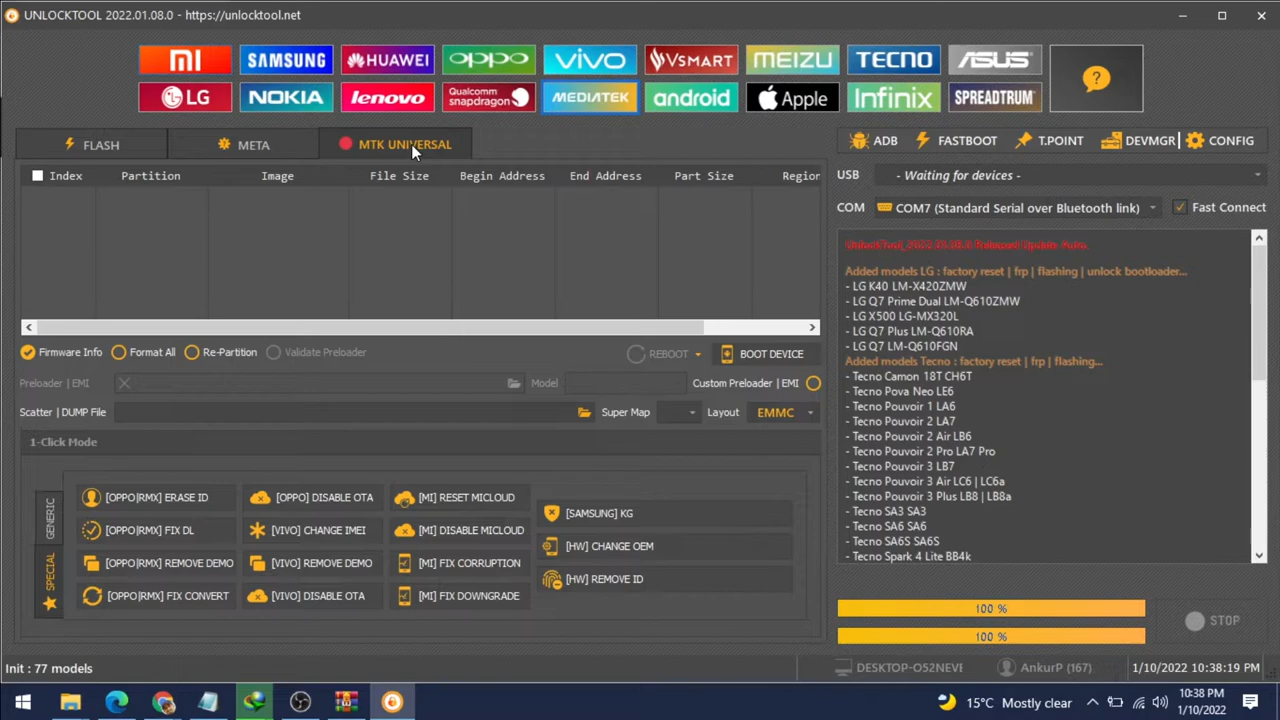 UNLOCKTOOL 2022.01.08.0 - https://unlocktool.net
MI SAMSUNG HUAWEI OPPO VIVO VSMART MEIZU TECNO ASUS ?
LG NOKIA lenovo Qualcomm snapdragon MEDIATEK android Apple Infinix SPREADTRUM
FLASH META MTK UNIVERSAL
ADB FASTBOOT T.POINT DEVMGR CONFIG
Index Partition Image File Size Begin Address End Address Part Size Region
USB - Waiting for devices -
COM COM7 (Standard Serial over Bluetooth link) Fast Connect
UnlockTool_2022.01.08.0 Released Update Auto.
Added models LG : factory reset | frp | flashing | unlock bootloader...
- LG K40 LM-X420ZMW
- LG Q7 Prime Dual LM-Q610ZMW
- LG X500 LG-MX320L
- LG Q7 Plus LM-Q610RA
- LG Q7 LM-Q610FGN
Added models Tecno : factory reset | frp | flashing...
- Tecno Camon 18T CH6T
- Tecno Pova Neo LE6
- Tecno Pouvoir 1 LA6
- Tecno Pouvoir 2 LA7
- Tecno Pouvoir 2 Air LB6
- Tecno Pouvoir 2 Pro LA7 Pro
- Tecno Pouvoir 3 LB7
- Tecno Pouvoir 3 Air LC6 | LC6a
- Tecno Pouvoir 3 Plus LB8 | LB8a
- Tecno SA3 SA3
- Tecno SA6 SA6
- Tecno SA6S SA6S
- Tecno Spark 4 Lite BB4k
Firmware Info Format All Re-Partition Validate Preloader REBOOT BOOT DEVICE
Preloader | EMI Model Custom Preloader | EMI
Scatter | DUMP File Super Map Layout EMMC
1-Click Mode
GENERIC
SPECIAL
[OPPO|RMX] ERASE ID [OPPO] DISABLE OTA [MI] RESET MICLOUD [SAMSUNG] KG
[OPPO|RMX] FIX DL [VIVO] CHANGE IMEI [MI] DISABLE MICLOUD [HW] CHANGE OEM
[OPPO|RMX] REMOVE DEMO [VIVO] REMOVE DEMO [MI] FIX CORRUPTION [HW] REMOVE ID
[OPPO|RMX] FIX CONVERT [VIVO] DISABLE OTA [MI] FIX DOWNGRADE
100 %
100 %
STOP
Init : 77 models DESKTOP-O52NEVE AnkurP (167) 1/10/2022 10:38:19 PM
15°C Mostly clear 10:38 PM
1/10/2022